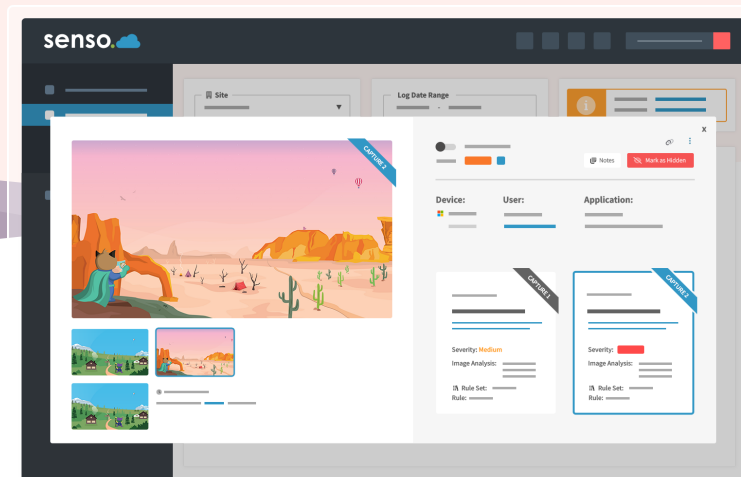 senso.
Site
Log Date Range
i
X
CAPTURE 2
Notes
Mark as Hidden
Device:
User:
Application:
CAPTURE 1
CAPTURE 2
Severity: Medium
Image Analysis:
Rule Set:
Rule:
Severity:
Image Analysis:
Rule Set:
Rule: